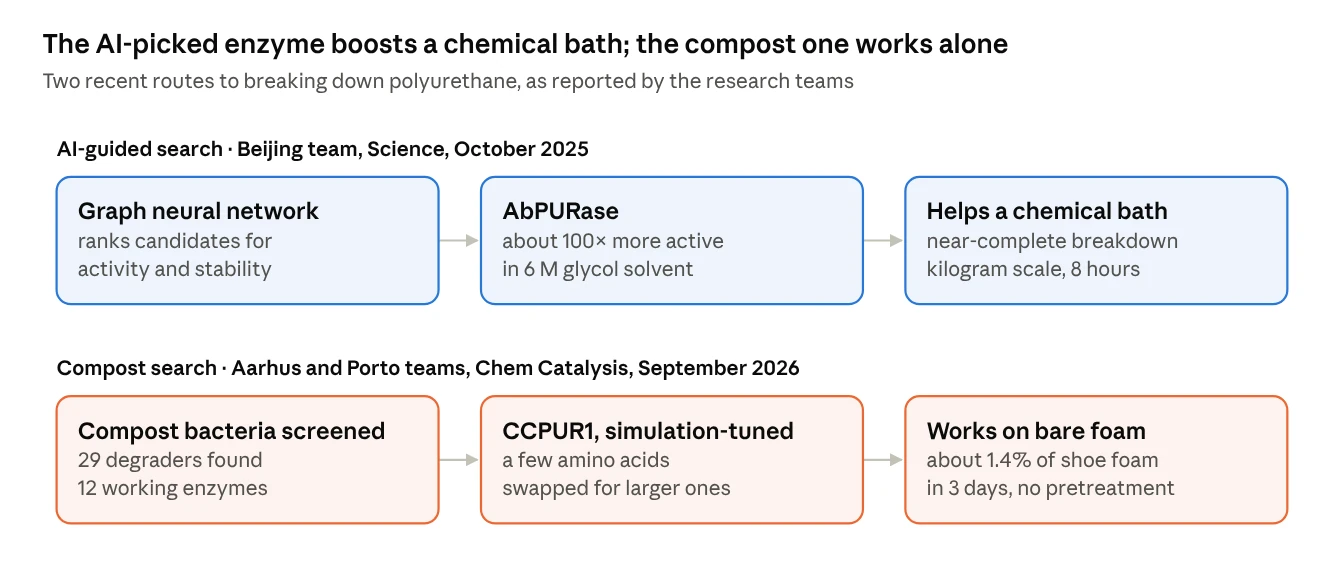 The AI-picked enzyme boosts a chemical bath; the compost one works alone
Two recent routes to breaking down polyurethane, as reported by the research teams
AI-guided search · Beijing team, Science, October 2025
Graph neural network
ranks candidates for
activity and stability
AbPURase
about 100× more active
in 6 M glycol solvent
Helps a chemical bath
near-complete breakdown
kilogram scale, 8 hours
Compost search · Aarhus and Porto teams, Chem Catalysis, September 2026
Compost bacteria screened
29 degraders found
12 working enzymes
CCPUR1, simulation-tuned
a few amino acids
swapped for larger ones
Works on bare foam
about 1.4% of shoe foam
in 3 days, no pretreatment